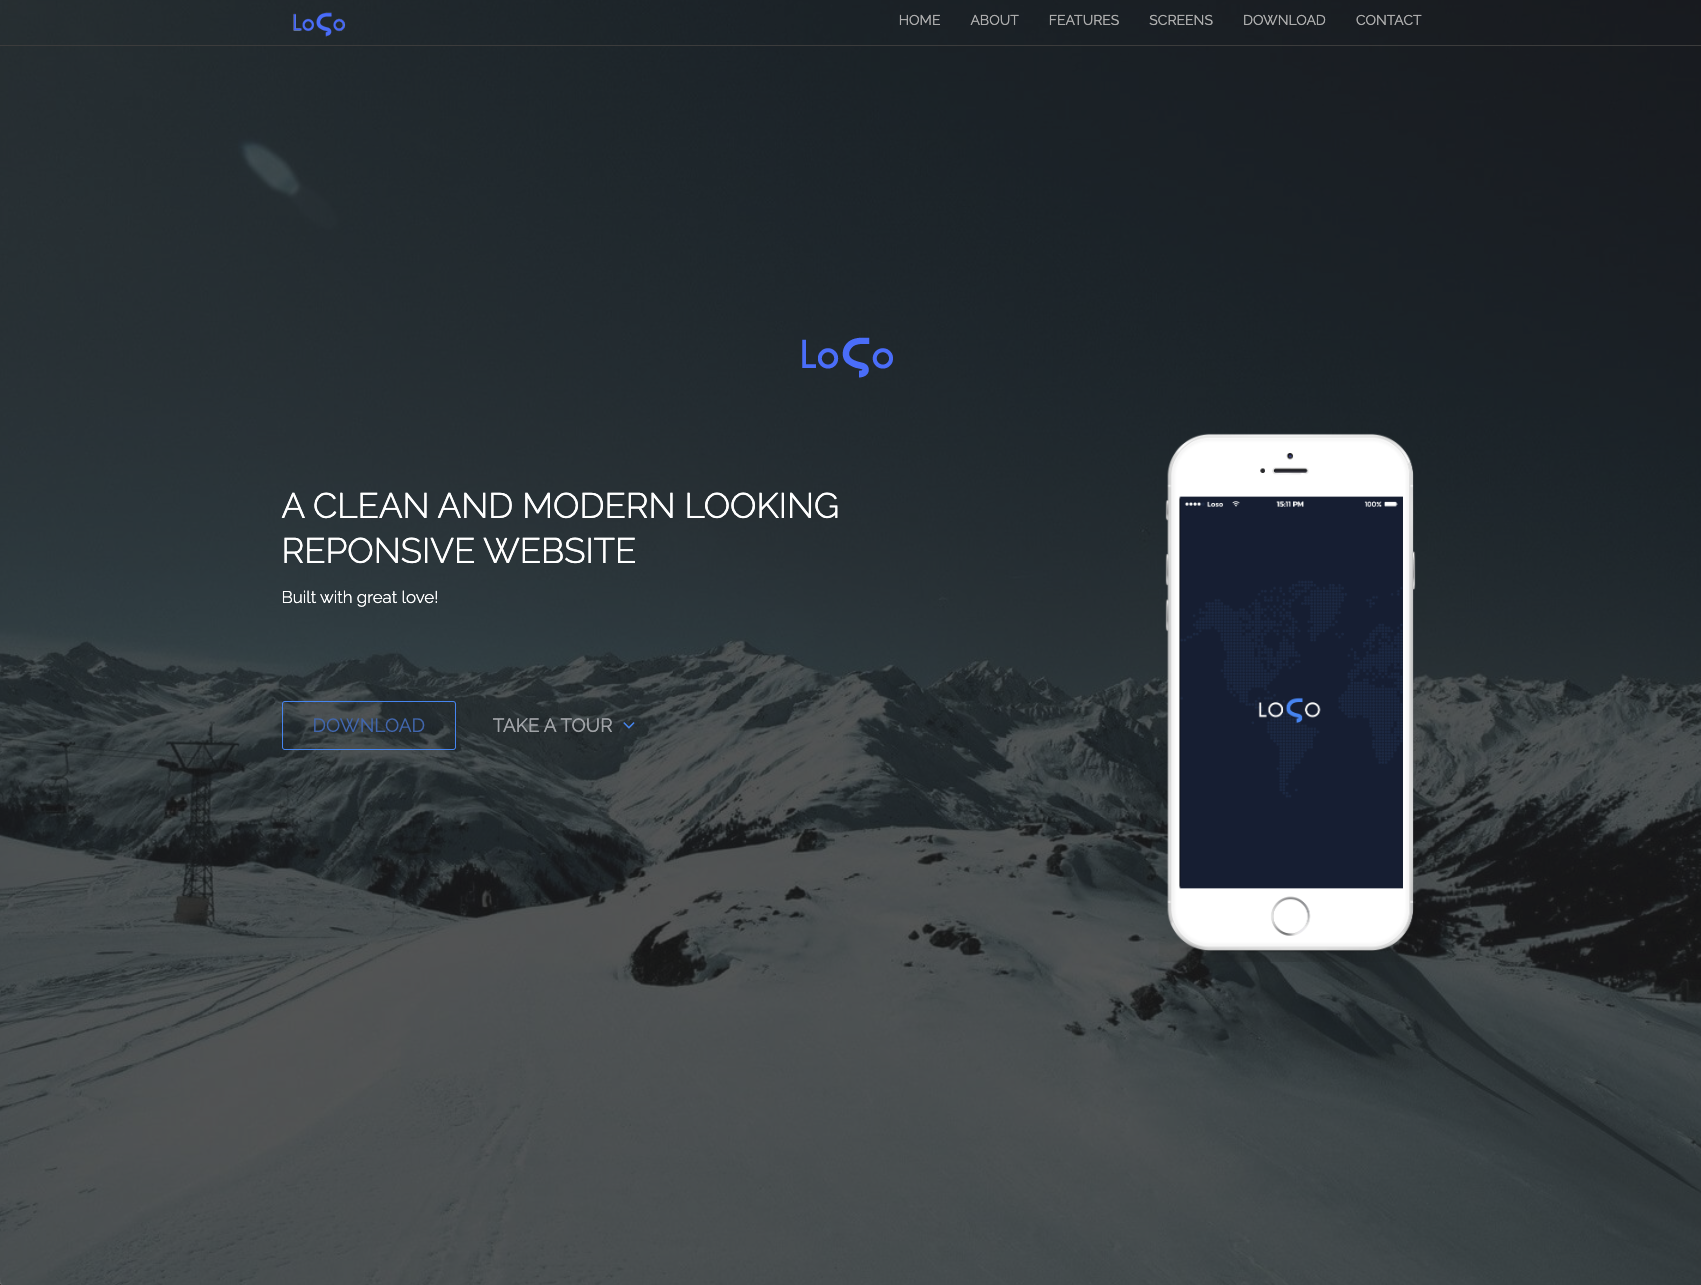 LoSo
HOME ABOUT FEATURES SCREENS DOWNLOAD CONTACT
LoSo
A CLEAN AND MODERN LOOKING
REPONSIVE WEBSITE
Built with great love!
DOWNLOAD TAKE A TOUR
Loso 15:11 PM 100%
LOSO